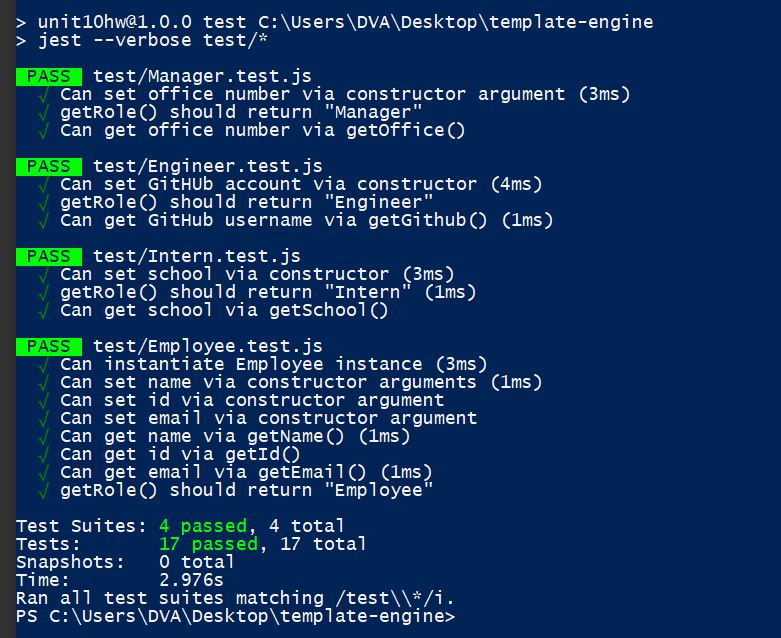 > unit10hw@1.0.0 test C:\Users\DVA\Desktop\template-engine
> jest --verbose test/*
PASS test/Manager.test.js
√ Can set office number via constructor argument (3ms)
√ getRole() should return "Manager"
√ Can get office number via getOffice()
PASS test/Engineer.test.js
√ Can set GitHUb account via constructor (4ms)
√ getRole() should return "Engineer"
√ Can get GitHub username via getGithub() (1ms)
PASS test/Intern.test.js
√ Can set school via constructor (3ms)
√ getRole() should return "Intern" (1ms)
√ Can get school via getSchool()
PASS test/Employee.test.js
√ Can instantiate Employee instance (3ms)
√ Can set name via constructor arguments (1ms)
√ Can set id via constructor argument
√ Can set email via constructor argument
√ Can get name via getName() (1ms)
√ Can get id via getId()
√ Can get email via getEmail() (1ms)
√ getRole() should return "Employee"
Test Suites: 4 passed, 4 total
Tests: 17 passed, 17 total
Snapshots: 0 total
Time: 2.976s
Ran all test suites matching /test\\*/i.
PS C:\Users\DVA\Desktop\template-engine>